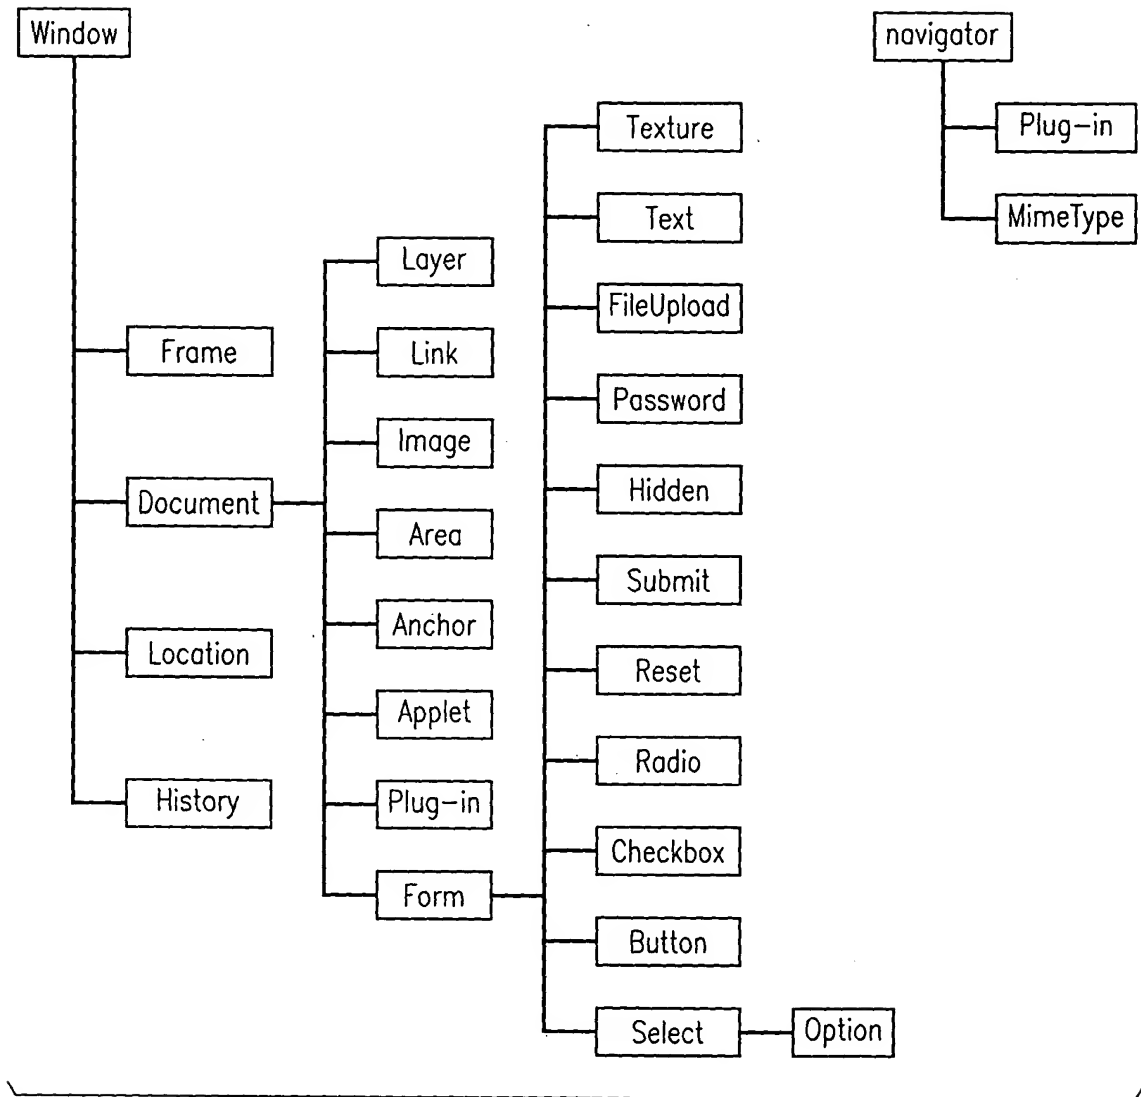 Window
navigator
Texture
Plug-in
Text
MimeType
Layer
FileUpload
Frame
Link
Password
Image
Hidden
Document
Area
Submit
Anchor
Location
Reset
Applet
Radio
History
Plug-in
Checkbox
Form
Button
Select
Option